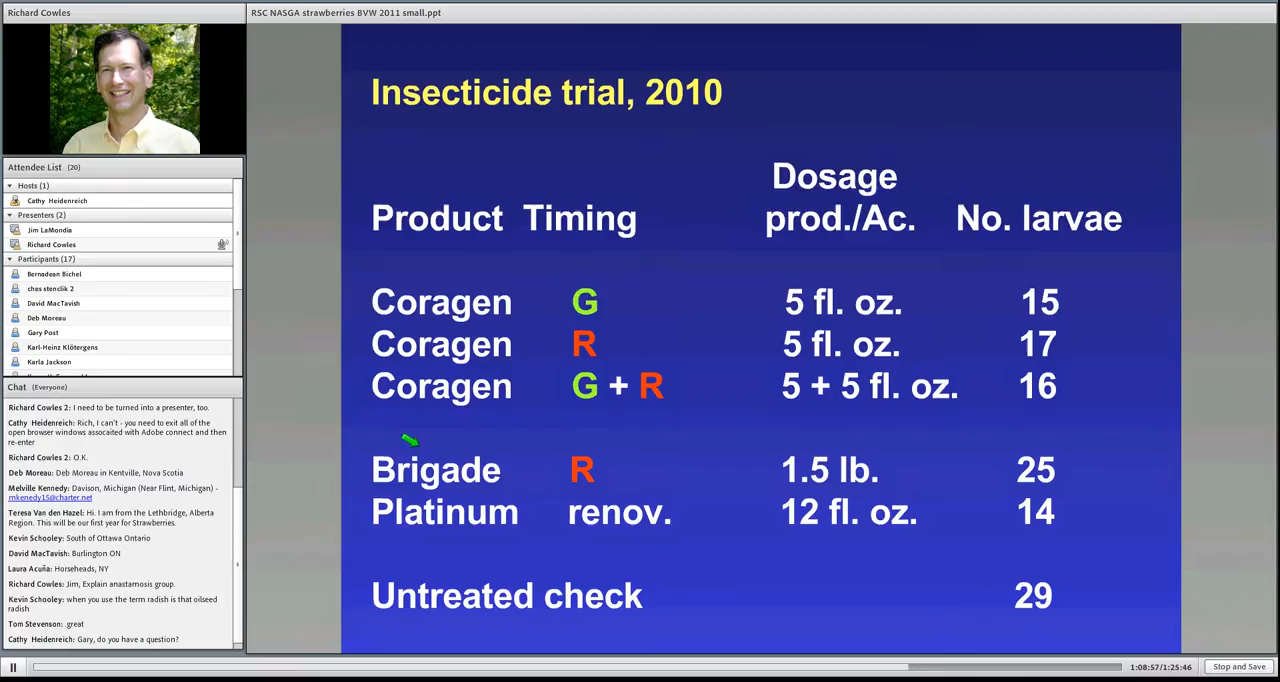 Richard Cowles
RSC NASGA strawberries BVW 2011 small.ppt
Attendee List (20)
Hosts (1)
Cathy Heidenreich
Presenters (2)
Jim LaMondia
Richard Cowles
Participants (17)
Bernadean Bichel
ches stenclik 2
David MacTavish
Deb Moreau
Gary Post
Karl-Heinz Klötergens
Karla Jackson
Chat (Everyone)
Richard Cowles 2: I need to be turned into a presenter, too.
Cathy Heidenreich: Rich, I can't - you need to exit all of the
open browser windows assocaited with Adobe connect and then
re-enter
Richard Cowles 2: O.K.
Deb Moreau: Deb Moreau in Kentville, Nova Scotia
Melville Kennedy: Davison, Michigan (Near Flint, Michigan) -
mkenedy15@charter.net
Teresa Van den Hazel: Hi. I am from the Lethbridge, Alberta
Region. This will be our first year for Strawberries.
Kevin Schooley: South of Ottawa Ontario
David MacTavish: Burlington ON
Laura Acuña: Horseheads, NY
Richard Cowles: Jim, Explain anastamosis group.
Kevin Schooley: when you use the term radish is that oilseed
radish
Tom Stevenson: .great
Cathy Heidenreich: Gary, do you have a question?
Insecticide trial, 2010
Dosage
Product Timing prod./Ac. No. larvae
Coragen G 5 fl. oz. 15
Coragen R 5 fl. oz. 17
Coragen G + R 5 + 5 fl. oz. 16
Brigade R 1.5 lb. 25
Platinum renov. 12 fl. oz. 14
Untreated check 29
1:08:57/1:25:46
Stop and Save